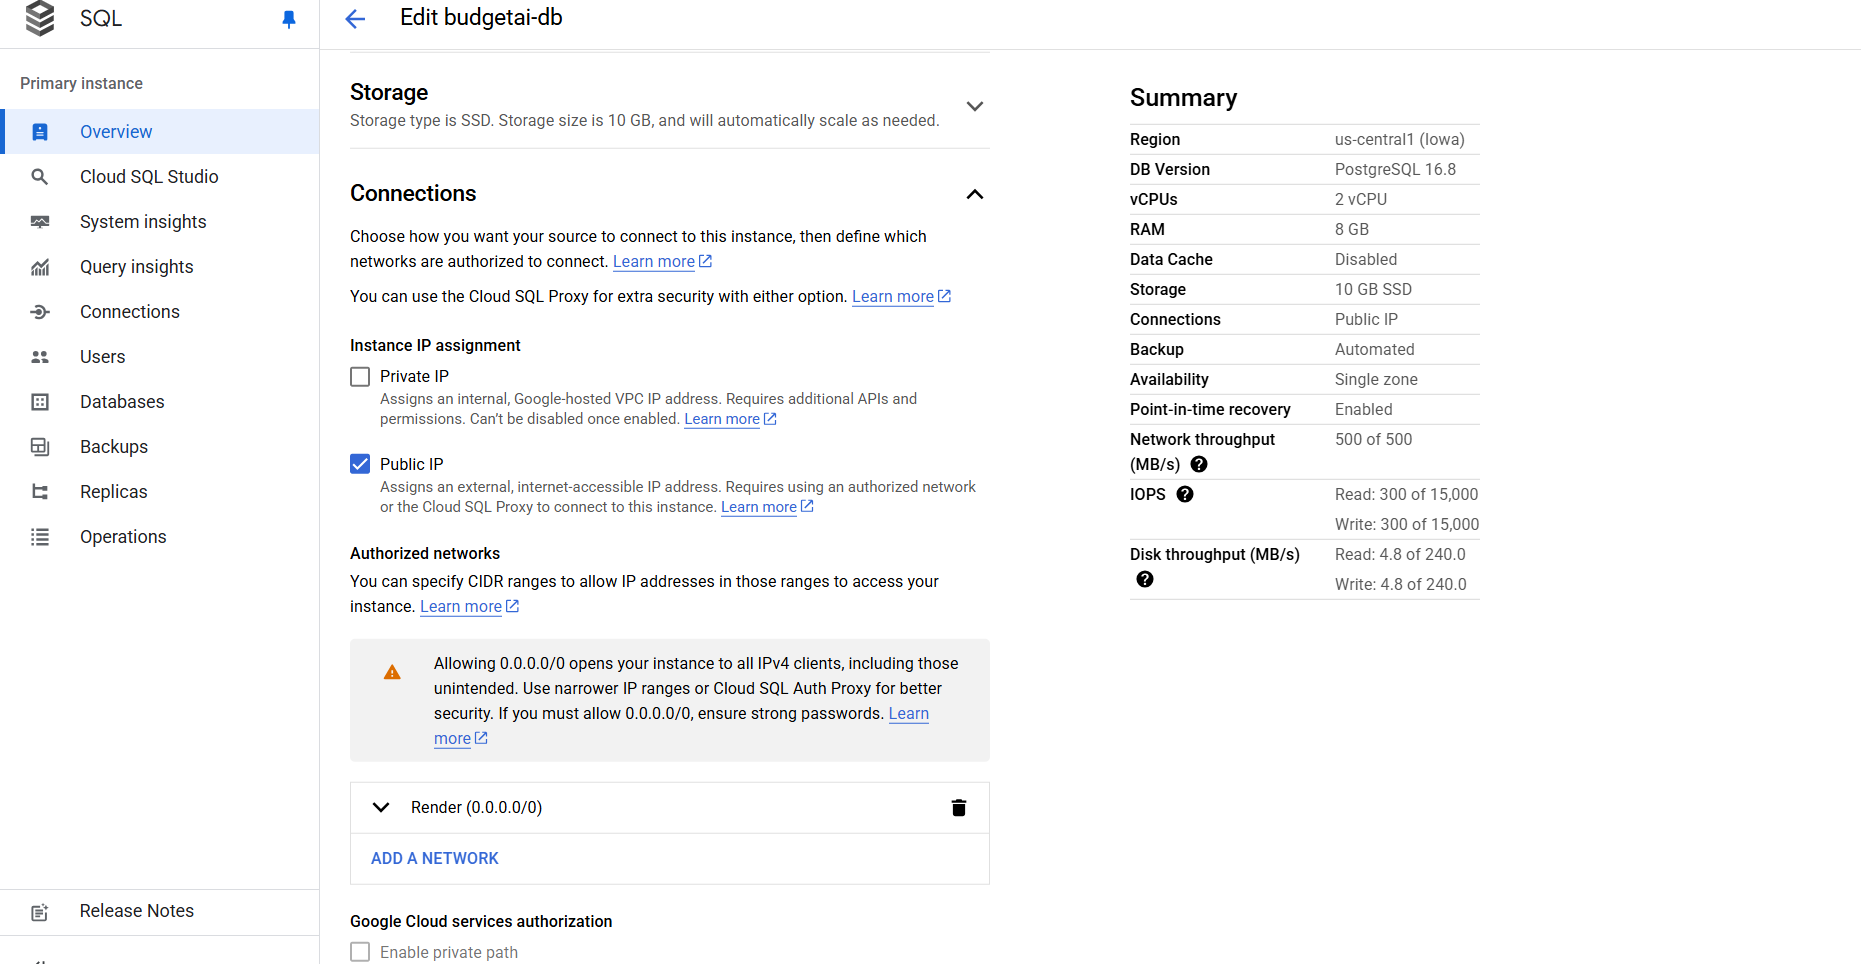 SQL
Edit budgetai-db
Primary instance
Overview
Cloud SQL Studio
System insights
Query insights
Connections
Users
Databases
Backups
Replicas
Operations
Release Notes
Storage
Storage type is SSD. Storage size is 10 GB, and will automatically scale as needed.
Connections
Choose how you want your source to connect to this instance, then define which
networks are authorized to connect. Learn more
You can use the Cloud SQL Proxy for extra security with either option. Learn more
Instance IP assignment
Private IP
Assigns an internal, Google-hosted VPC IP address. Requires additional APIs and
permissions. Can't be disabled once enabled. Learn more
Public IP
Assigns an external, internet-accessible IP address. Requires using an authorized network
or the Cloud SQL Proxy to connect to this instance. Learn more
Authorized networks
You can specify CIDR ranges to allow IP addresses in those ranges to access your
instance. Learn more
Allowing 0.0.0.0/0 opens your instance to all IPv4 clients, including those
unintended. Use narrower IP ranges or Cloud SQL Auth Proxy for better
security. If you must allow 0.0.0.0/0, ensure strong passwords. Learn
more
Render (0.0.0.0/0)
ADD A NETWORK
Google Cloud services authorization
Enable private path
Summary
Region us-central1 (Iowa)
DB Version PostgreSQL 16.8
vCPUs 2 vCPU
RAM 8 GB
Data Cache Disabled
Storage 10 GB SSD
Connections Public IP
Backup Automated
Availability Single zone
Point-in-time recovery Enabled
Network throughput 500 of 500
(MB/s)
IOPS Read: 300 of 15,000
Write: 300 of 15,000
Disk throughput (MB/s) Read: 4.8 of 240.0
Write: 4.8 of 240.0